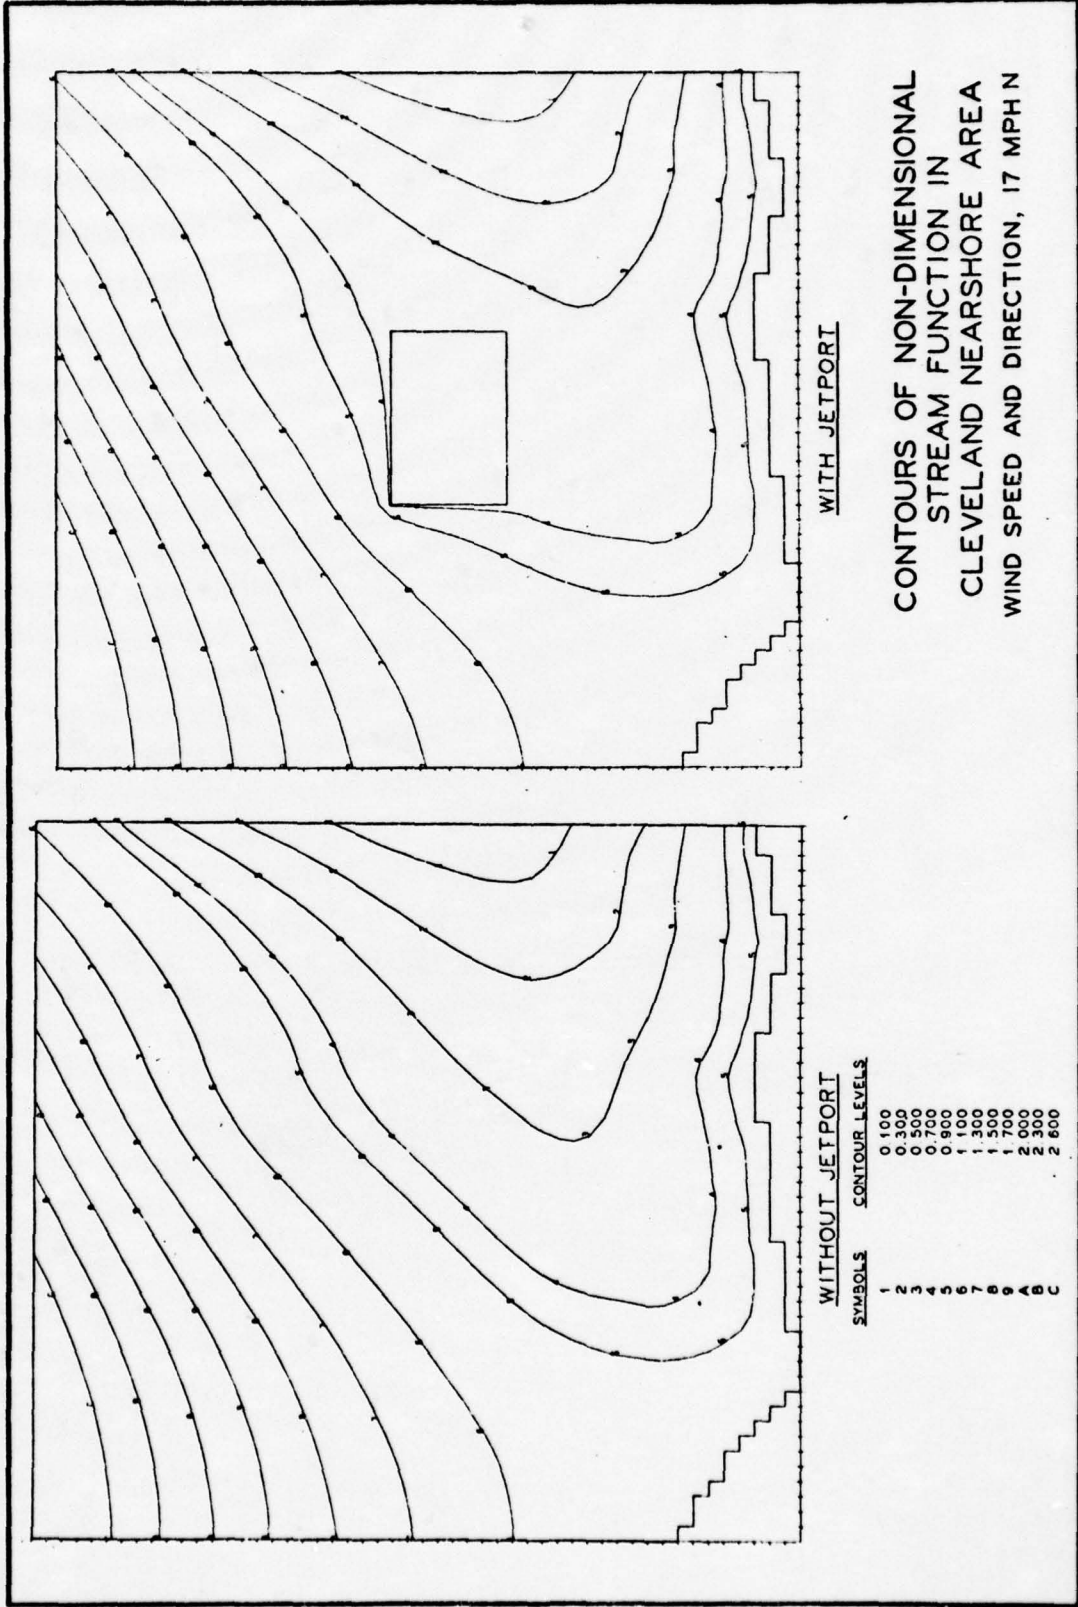 WITHOUT JETPORT
WITH JETPORT
SYMBOLS CONTOUR LEVELS
1 0.100
2 0.300
3 0.500
4 0.700
5 0.900
6 1.100
7 1.300
8 1.500
9 1.700
A 2.000
B 2.300
C 2.600
CONTOURS OF NON-DIMENSIONAL
STREAM FUNCTION IN
CLEVELAND NEARSHORE AREA
WIND SPEED AND DIRECTION, 17 MPH N